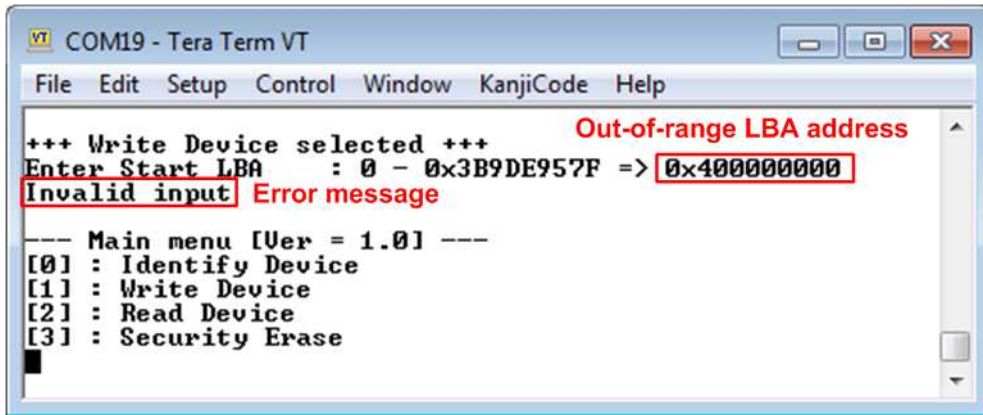 COM19 - Tera Term VT
File Edit Setup Control Window KanjiCode Help
Out-of-range LBA address
+++ Write Device selected +++
Enter Start LBA : 0 - 0x3B9DE957F => 0x400000000
Invalid input Error message
--- Main menu [Ver = 1.0] ---
[0] : Identify Device
[1] : Write Device
[2] : Read Device
[3] : Security Erase